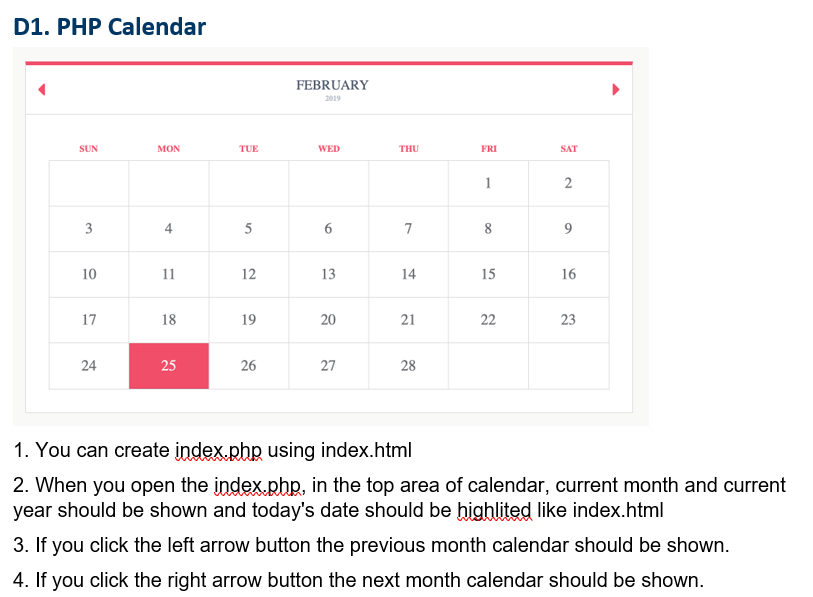 D1. PHP Calendar
FEBRUARY
2019
SUN MON TUE WED THU FRI SAT
1 2
3 4 5 6 7 8 9
10 11 12 13 14 15 16
17 18 19 20 21 22 23
24 25 26 27 28
1. You can create index.php using index.html
2. When you open the index.php, in the top area of calendar, current month and current
year should be shown and today's date should be highlited like index.html
3. If you click the left arrow button the previous month calendar should be shown.
4. If you click the right arrow button the next month calendar should be shown.